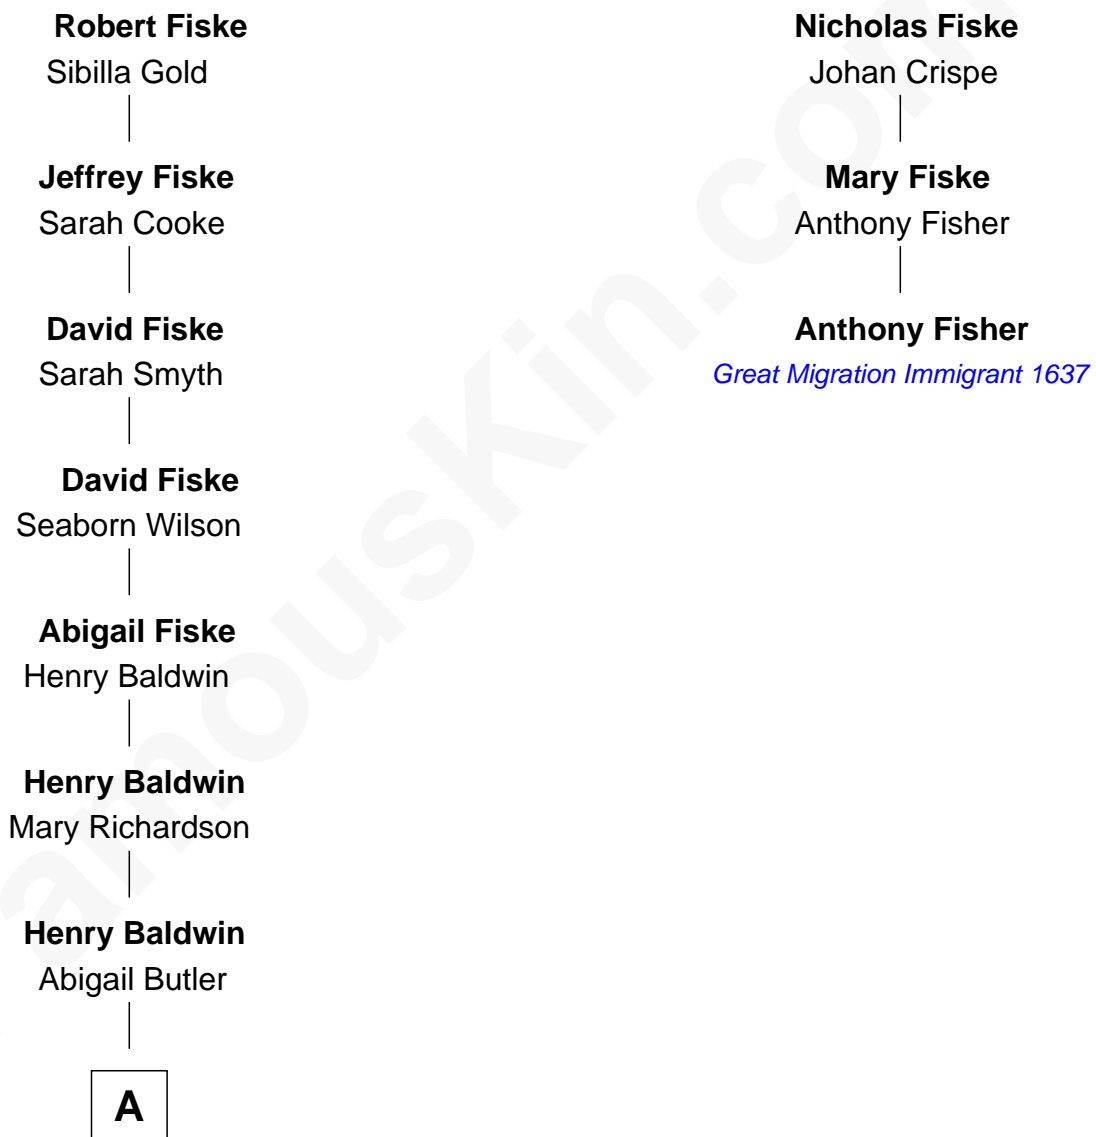 Robert Fiske
Sibilla Gold
Jeffrey Fiske
Sarah Cooke
David Fiske
Sarah Smyth
David Fiske
Seaborn Wilson
Abigail Fiske
Henry Baldwin
Henry Baldwin
Mary Richardson
Henry Baldwin
Abigail Butler
A
Nicholas Fiske
Johan Crispe
Mary Fiske
Anthony Fisher
Anthony Fisher
Great Migration Immigrant 1637
amouskin.com